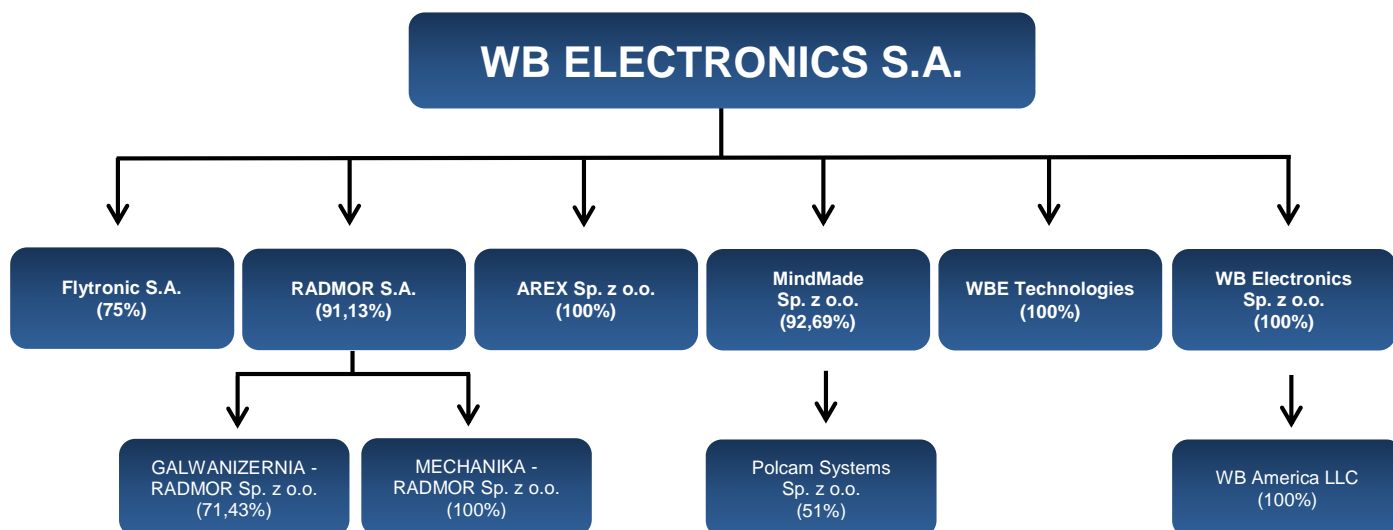 WB ELECTRONICS S.A.
Flytronic S.A.
(75%)
RADMOR S.A.
(91,13%)
AREX Sp. z o.o.
(100%)
MindMade
Sp. z o.o.
(92,69%)
WBE Technologies
(100%)
WB Electronics
Sp. z o.o.
(100%)
GALWANIZERNIA -
RADMOR Sp. z o.o.
(71,43%)
MECHANIKA -
RADMOR Sp. z o.o.
(100%)
Polcam Systems
Sp. z o.o.
(51%)
WB America LLC
(100%)